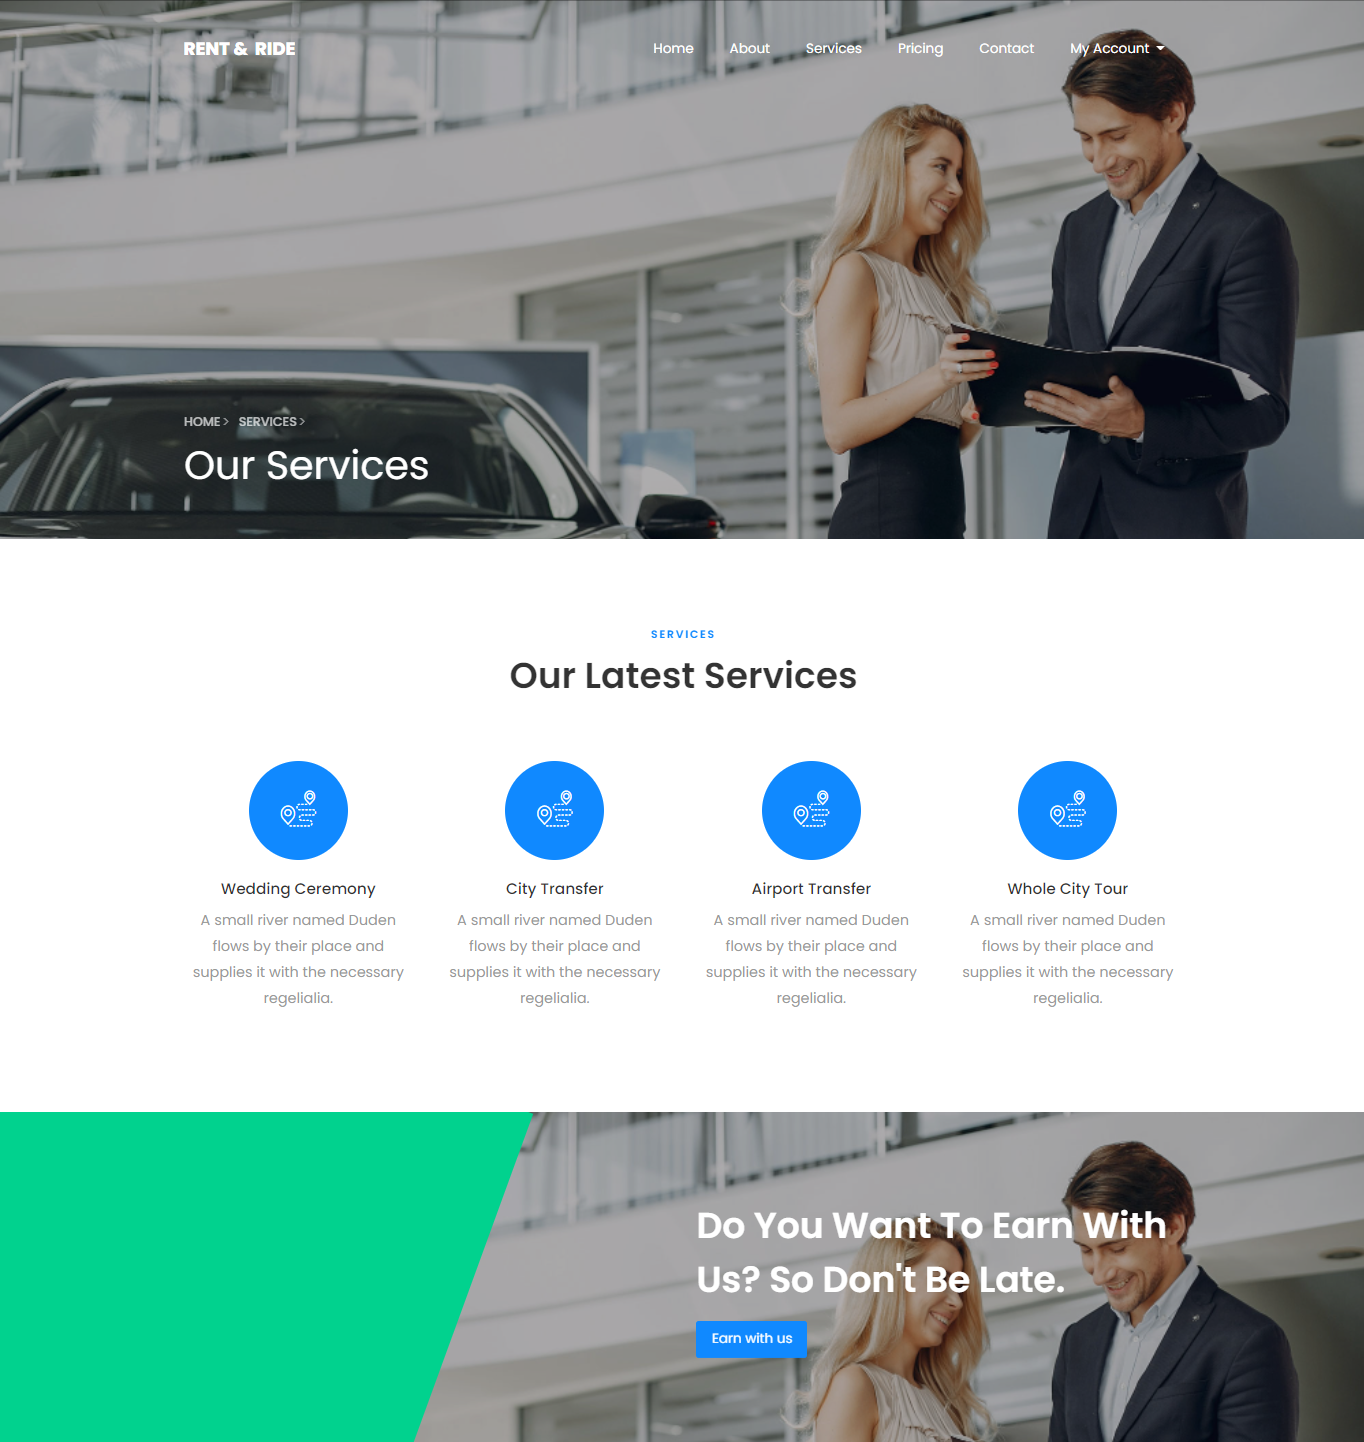 RENT & RIDE
Home About Services Pricing Contact My Account
HOME > SERVICES >
Our Services
SERVICES
Our Latest Services
Wedding Ceremony
A small river named Duden
flows by their place and
supplies it with the necessary
regelialia.
City Transfer
A small river named Duden
flows by their place and
supplies it with the necessary
regelialia.
Airport Transfer
A small river named Duden
flows by their place and
supplies it with the necessary
regelialia.
Whole City Tour
A small river named Duden
flows by their place and
supplies it with the necessary
regelialia.
Do You Want To Earn With
Us? So Don't Be Late.
Earn with us